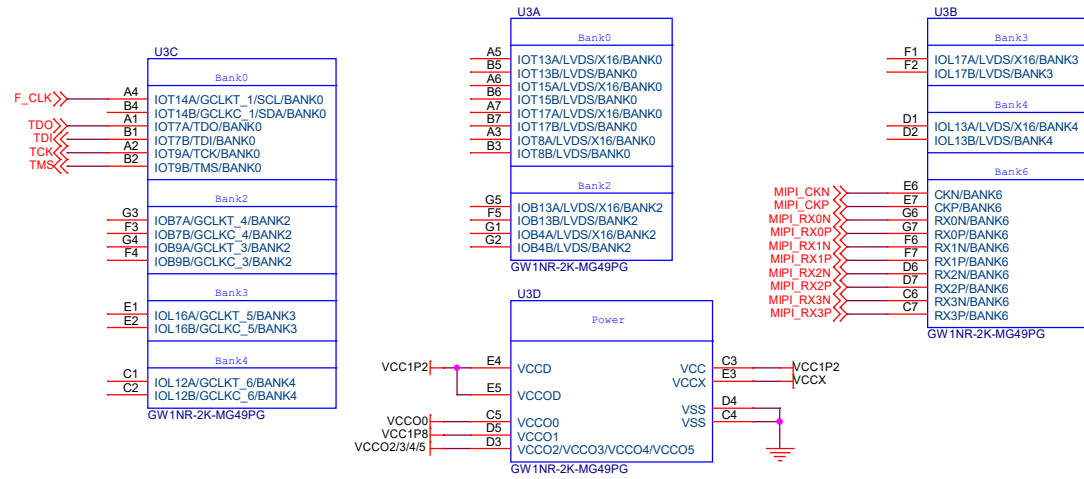 U3C
Bank0
F_CLK A4 IOT14A/GCLKT_1/SCL/BANK0
B4 IOT14B/GCLKC_1/SDA/BANK0
TDO A1 IOT7A/TDO/BANK0
TDI B1 IOT7B/TDI/BANK0
TCK A2 IOT9A/TCK/BANK0
TMS B2 IOT9B/TMS/BANK0
Bank2
G3 IOB7A/GCLKT_4/BANK2
F3 IOB7B/GCLKC_4/BANK2
G4 IOB9A/GCLKT_3/BANK2
F4 IOB9B/GCLKC_3/BANK2
Bank3
E1 IOL16A/GCLKT_5/BANK3
E2 IOL16B/GCLKC_5/BANK3
Bank4
C1 IOL12A/GCLKT_6/BANK4
C2 IOL12B/GCLKC_6/BANK4
GW1NR-2K-MG49PG
U3A
Bank0
A5 IOT13A/LVDS/X16/BANK0
B5 IOT13B/LVDS/BANK0
A6 IOT15A/LVDS/X16/BANK0
B6 IOT15B/LVDS/BANK0
A7 IOT17A/LVDS/X16/BANK0
B7 IOT17B/LVDS/BANK0
A3 IOT8A/LVDS/X16/BANK0
B3 IOT8B/LVDS/BANK0
Bank2
G5 IOB13A/LVDS/X16/BANK2
F5 IOB13B/LVDS/BANK2
G1 IOB4A/LVDS/X16/BANK2
G2 IOB4B/LVDS/BANK2
GW1NR-2K-MG49PG
U3D
Power
VCC1P2 E4 VCCD VCC C3 VCC1P2
VCCX E3 VCCX
E5 VCCOD
VSS D4
VCCO0 C5 VCCO0 VSS C4
VCC1P8 D5 VCCO1
VCCO2/3/4/5 D3 VCCO2/VCCO3/VCCO4/VCCO5
GW1NR-2K-MG49PG
U3B
Bank3
F1 IOL17A/LVDS/X16/BANK3
F2 IOL17B/LVDS/BANK3
Bank4
D1 IOL13A/LVDS/X16/BANK4
D2 IOL13B/LVDS/BANK4
Bank6
MIPI_CKN E6 CKN/BANK6
MIPI_CKP E7 CKP/BANK6
MIPI_RX0N G6 RX0N/BANK6
MIPI_RX0P G7 RX0P/BANK6
MIPI_RX1N F6 RX1N/BANK6
MIPI_RX1P F7 RX1P/BANK6
MIPI_RX2N D6 RX2N/BANK6
MIPI_RX2P D7 RX2P/BANK6
MIPI_RX3N C6 RX3N/BANK6
MIPI_RX3P C7 RX3P/BANK6
GW1NR-2K-MG49PG